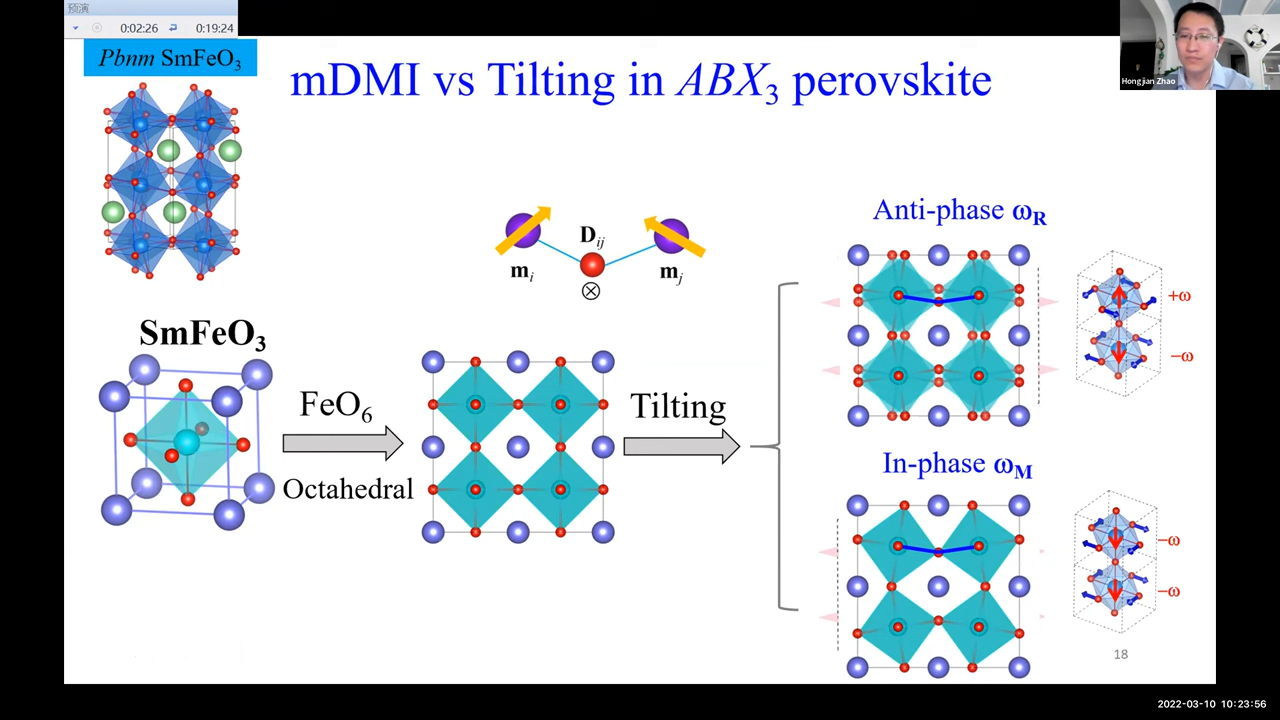 预演
0:02:26
0:19:24
Pbnm SmFeO3
mDMI vs Tilting in ABX3 perovskite
Hongjian Zhao
Dij
mi
mj
⊗
Anti-phase ωR
+ω
−ω
SmFeO3
FeO6
Octahedral
Tilting
In-phase ωM
−ω
−ω
18
2022-03-10 10:23:56